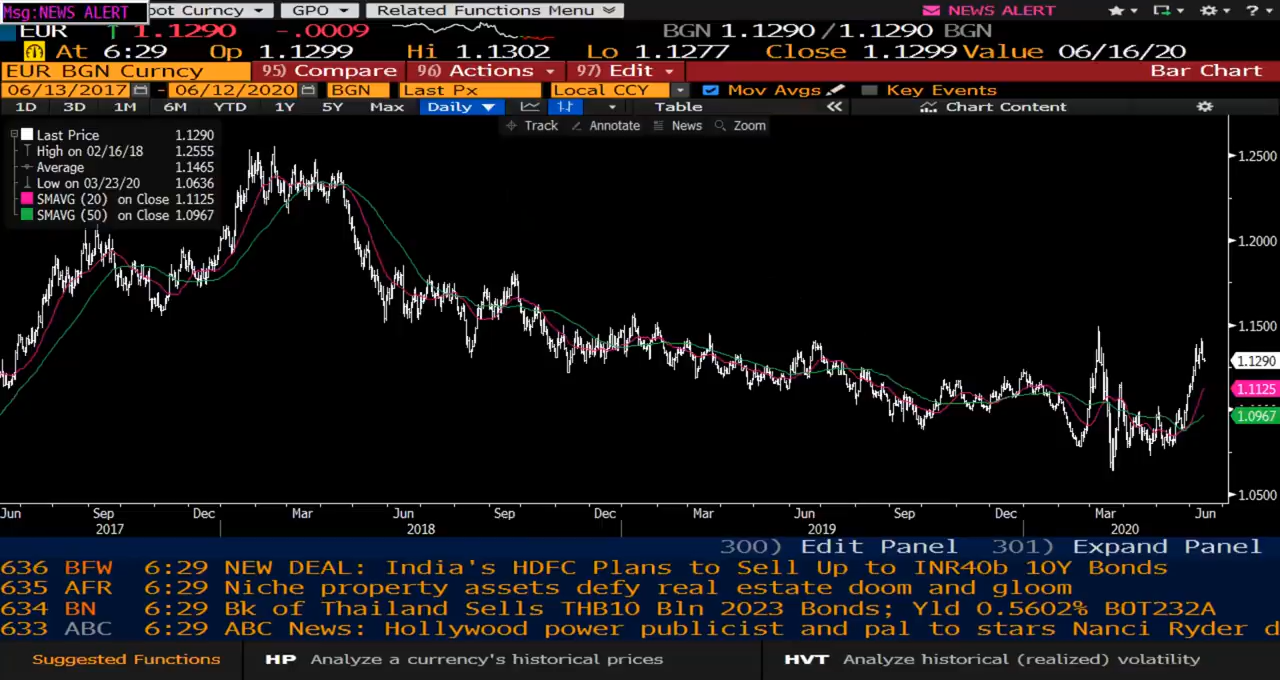 Msg:NEWS ALERT pot Curncy GPO Related Functions Menu NEWS ALERT
EUR 1.1290 -.0009 BGN 1.1290 / 1.1290 BGN
At 6:29 Op 1.1299 Hi 1.1302 Lo 1.1277 Close 1.1299 Value 06/16/20
EUR BGN Curncy 95) Compare 96) Actions 97) Edit Bar Chart
06/13/2017 - 06/12/2020 BGN Last Px Local CCY Mov Avgs Key Events
1D 3D 1M 6M YTD 1Y 5Y Max Daily Table « Chart Content
Track Annotate News Zoom
Last Price 1.1290
High on 02/16/18 1.2555
Average 1.1465
Low on 03/23/20 1.0636
SMAVG (20) on Close 1.1125
SMAVG (50) on Close 1.0967
1.2500
1.2000
1.1500
1.1290
1.1125
1.0967
1.0500
Jun Sep Dec Mar Jun Sep Dec Mar Jun Sep Dec Mar Jun
2017 2018 2019 2020
300) Edit Panel 301) Expand Panel
636 BFW 6:29 NEW DEAL: India's HDFC Plans to Sell Up to INR40b 10Y Bonds
635 AFR 6:29 Niche property assets defy real estate doom and gloom
634 BN 6:29 Bk of Thailand Sells THB10 Bln 2023 Bonds; Yld 0.5602% BOT232A
633 ABC 6:29 ABC News: Hollywood power publicist and pal to stars Nanci Ryder d
Suggested Functions HP Analyze a currency's historical prices HVT Analyze historical (realized) volatility